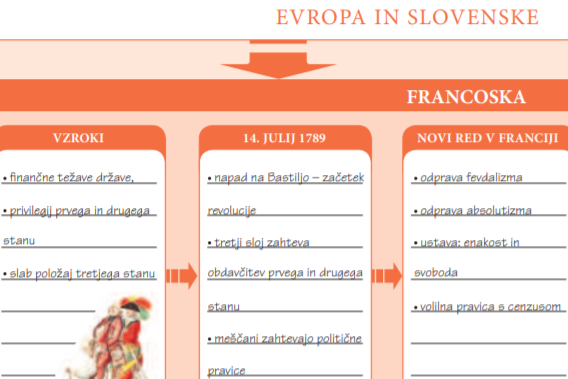 EVROPA IN SLOVENSKE
FRANCOSKA
VZROKI
• finančne težave države,
• privilegij prvega in drugega
stanu
• slab položaj tretjega stanu
14. JULIJ 1789
• napad na Bastiljo – začetek
revolucije
• tretji sloj zahteva
obdavčitev prvega in drugega
stanu
• meščani zahtevajo politične
pravice
NOVI RED V FRANCIJI
• odprava fevdalizma
• odprava absolutizma
• ustava: enakost in
svoboda
• volilna pravica s cenzusom